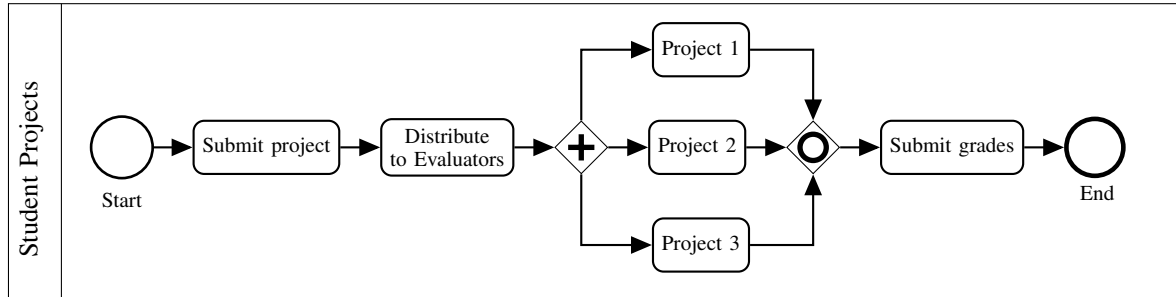 Student Projects
Start
Submit project
Distribute
to Evaluators
Project 1
Project 2
Project 3
Submit grades
End